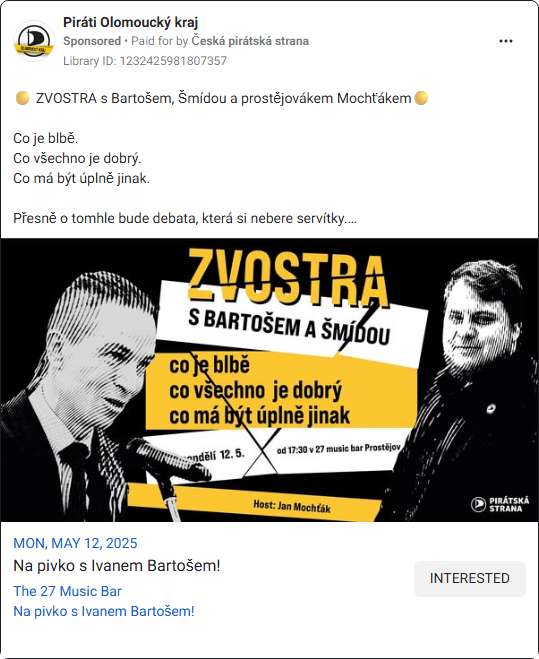 Piráti Olomoucký kraj
Sponsored • Paid for by Česká pirátská strana
Library ID: 1232425981807357
ZVOSTRA s Bartošem, Šmídou a prostějovákem Mochťákem
Co je blbě.
Co všechno je dobrý.
Co má být úplně jinak.
Přesně o tomhle bude debata, která si nebere servítky....
ZVOSTRA
S BARTOŠEM A ŠMÍDOU
co je blbě
co všechno je dobrý
co má být úplně jinak
12. 5.
od 17:30 v 27 music bar Prostějov
Host: Jan Mochťák
PIRÁTSKÁ
STRANA
MON, MAY 12, 2025
Na pivko s Ivanem Bartošem!
INTERESTED
The 27 Music Bar
Na pivko s Ivanem Bartošem!